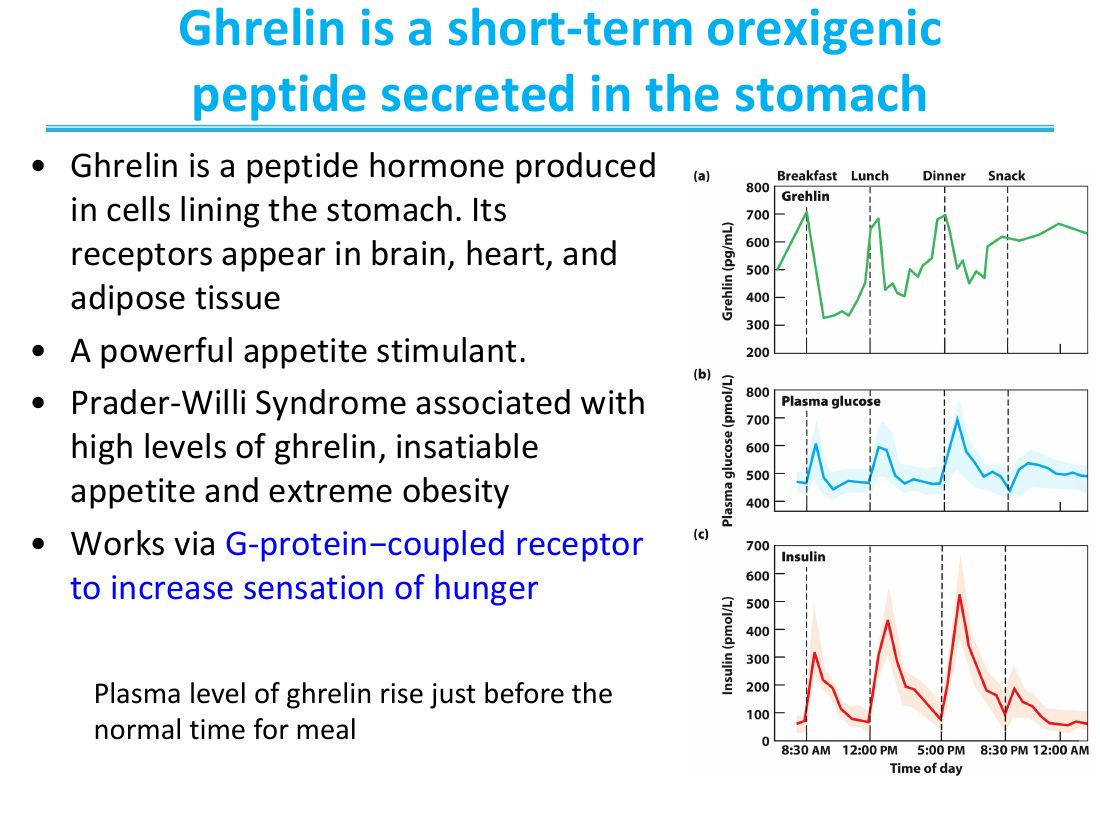 Ghrelin is a short-term orexigenic
peptide secreted in the stomach
• Ghrelin is a peptide hormone produced
in cells lining the stomach. Its
receptors appear in brain, heart, and
adipose tissue
• A powerful appetite stimulant.
• Prader-Willi Syndrome associated with
high levels of ghrelin, insatiable
appetite and extreme obesity
• Works via G-protein−coupled receptor
to increase sensation of hunger
Plasma level of ghrelin rise just before the
normal time for meal
(a)
Breakfast Lunch Dinner Snack
Grehlin
Grehlin (pg/mL)
800
700
600
500
400
300
200
(b)
Plasma glucose
Plasma glucose (pmol/L)
800
700
600
500
400
(c)
Insulin
Insulin (pmol/L)
700
600
500
400
300
200
100
0
8:30 AM 12:00 PM 5:00 PM 8:30 PM 12:00 AM
Time of day